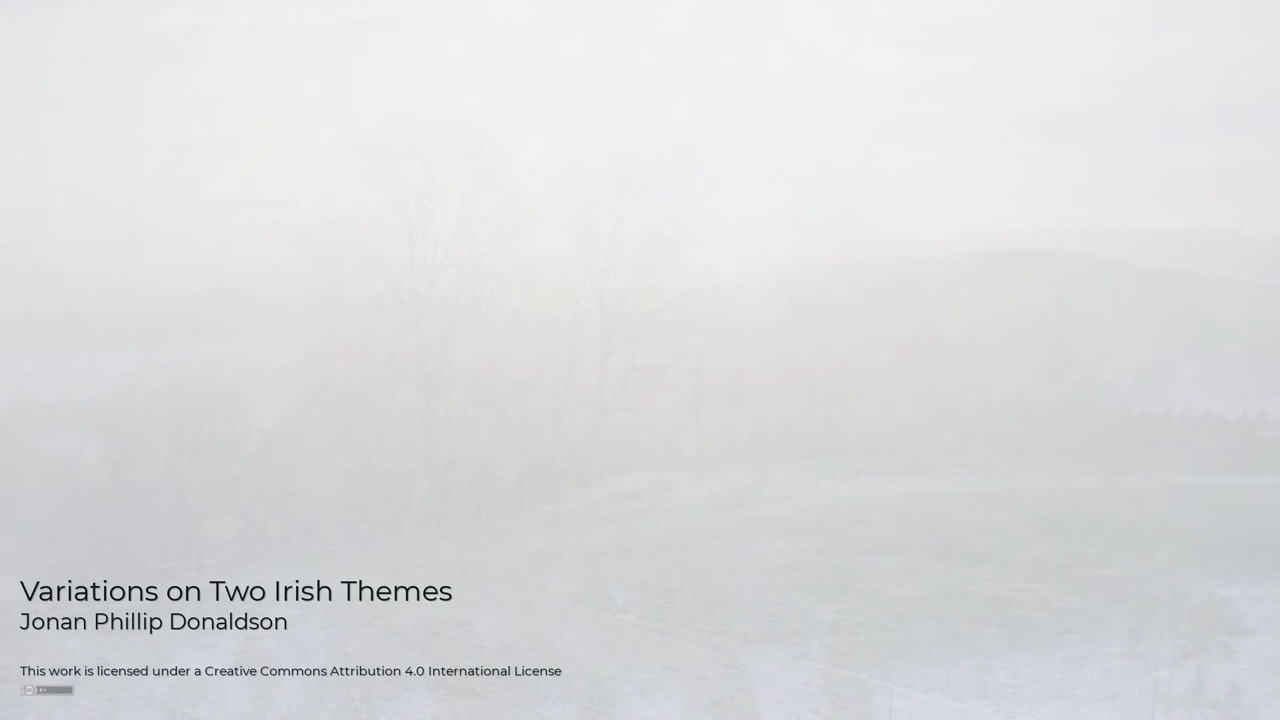 Variations on Two Irish Themes
Jonan Phillip Donaldson
This work is licensed under a Creative Commons Attribution 4.0 International License
BY